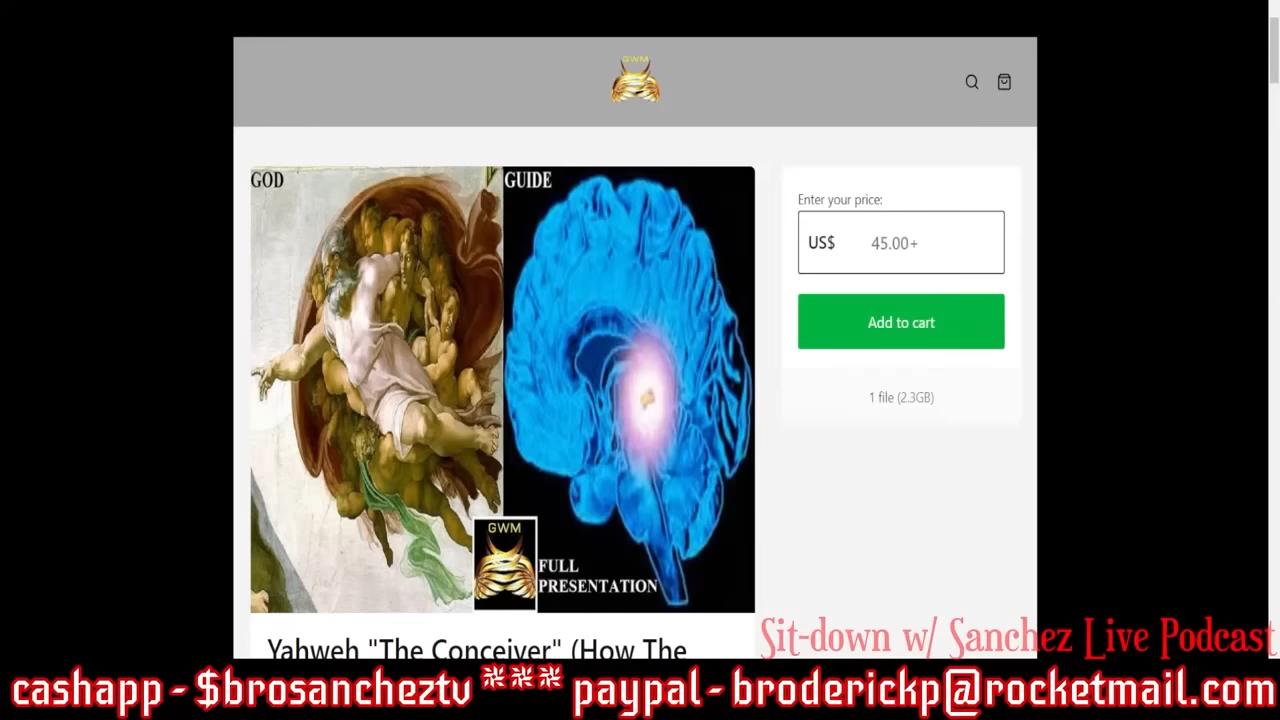 GWM
GOD
GUIDE
Enter your price:
US$ 45.00+
Add to cart
1 file (2.3GB)
GWM
FULL
PRESENTATION
Yahweh "The Conceiver" (How The
Sit-down w/ Sanchez Live Podcast
cashapp - $brosancheztv *** paypal - broderickp@rocketmail.com